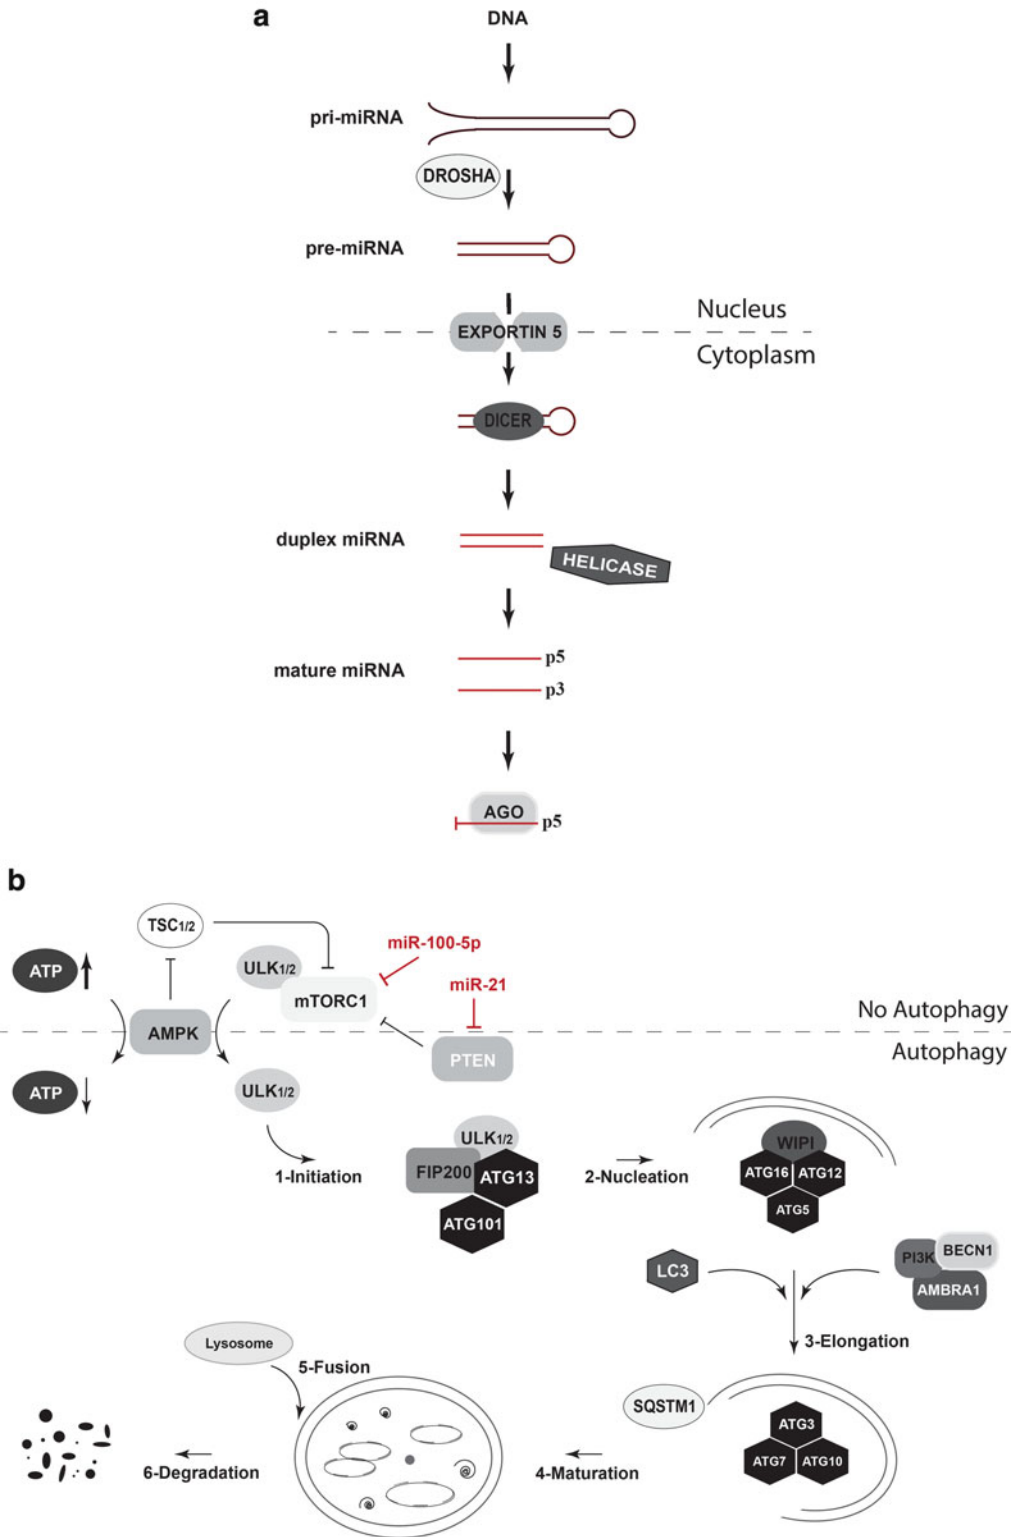 a
DNA
pri-miRNA
DROSHA
pre-miRNA
Nucleus
EXPORTIN 5
Cytoplasm
DICER
duplex miRNA
HELICASE
mature miRNA
p5
p3
AGO
p5
b
TSC1/2
miR-100-5p
ATP
ULK1/2
miR-21
mTORC1
No Autophagy
AMPK
Autophagy
PTEN
ATP
ULK1/2
ULK1/2
WIPI
1-Initiation
FIP200
ATG13
2-Nucleation
ATG16
ATG12
ATG5
ATG101
BECN1
PI3K
LC3
AMBRA1
Lysosome
3-Elongation
5-Fusion
SQSTM1
ATG3
ATG7
ATG10
6-Degradation
4-Maturation